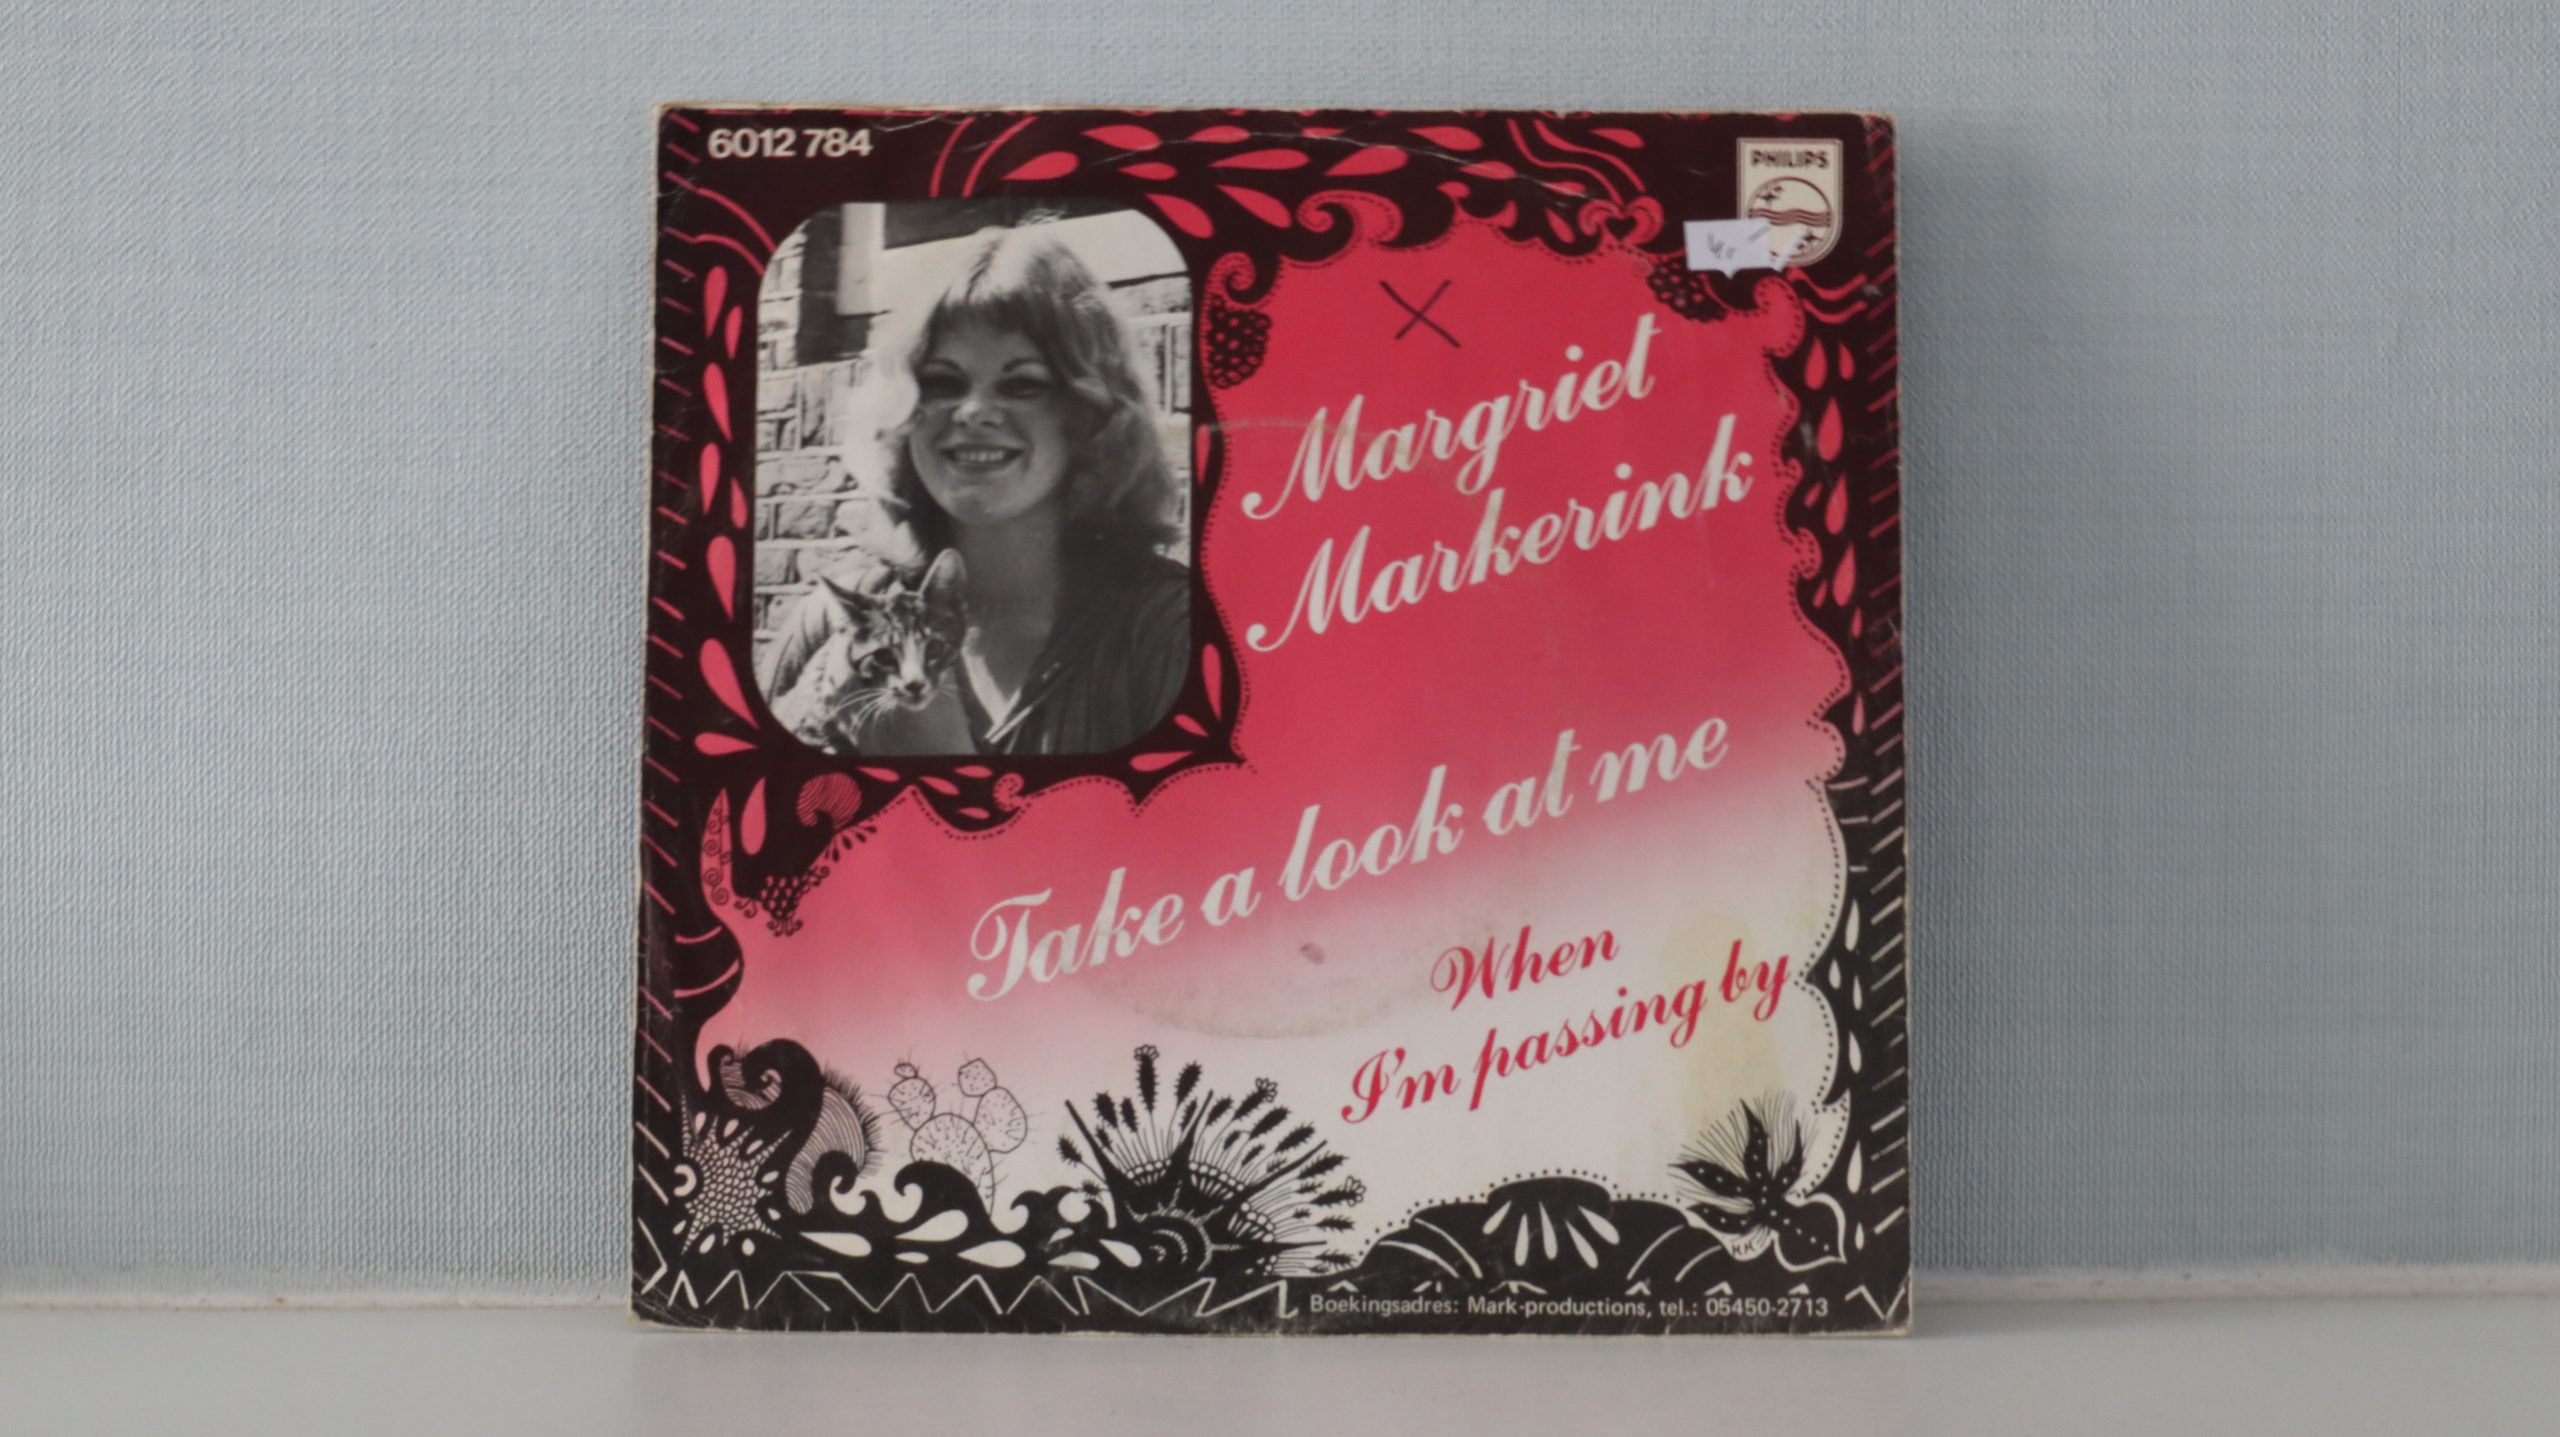 6012 784
PHILIPS
Margriet
Markerink
Take a look at me
When
I'm passing by
Boekingsadres: Mark-productions, tel.: 05450-2713